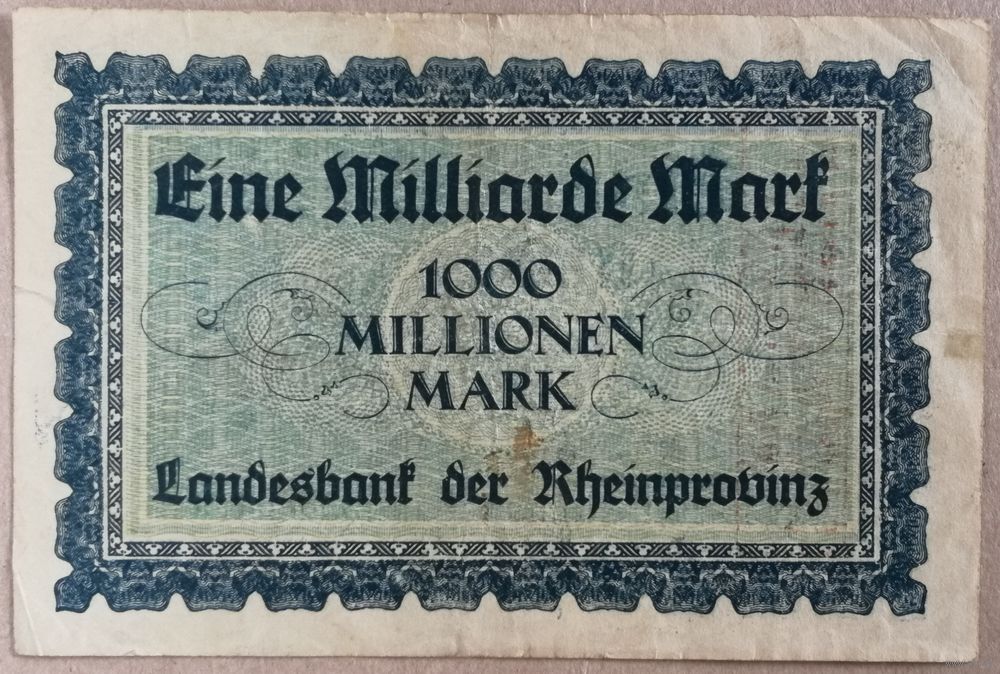 Eine Milliarde Mark
1000
MILLIONEN
MARK
Landesbank der Rheinprovinz